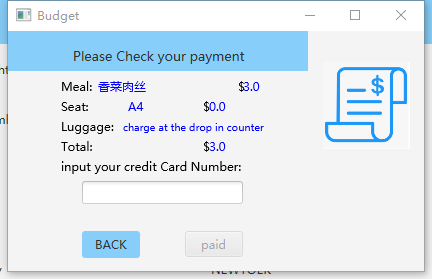 Budget
Please Check your payment
Meal: 香菜肉丝 $3.0
Seat: A4 $0.0
Luggage: charge at the drop in counter
Total: $3.0
input your credit Card Number:
BACK paid